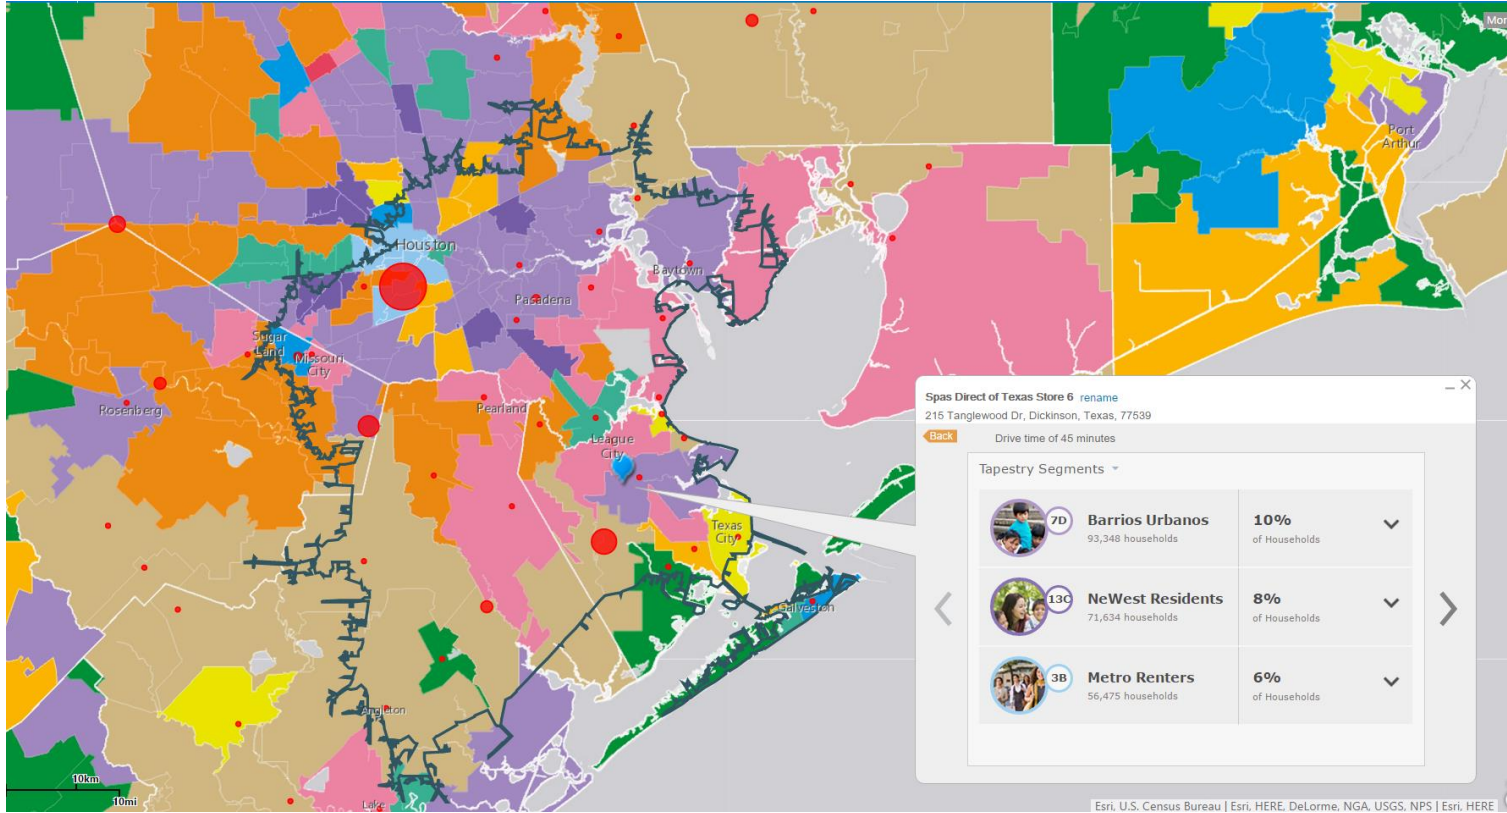 Mor
Port
Arthur
Houston
Baytown
Pasadena
Sugar
Land
Missouri
City
Rosenberg
Pearland
League
City
Texas
City
Galveston
Angleton
Lake
10km
10mi
Spas Direct of Texas Store 6 rename
215 Tanglewood Dr, Dickinson, Texas, 77539
Back
Drive time of 45 minutes
Tapestry Segments
7D
Barrios Urbanos
10%
93,348 households
of Households
13C
NeWest Residents
8%
71,634 households
of Households
3B
Metro Renters
6%
56,475 households
of Households
Esri, U.S. Census Bureau | Esri, HERE, DeLorme, NGA, USGS, NPS | Esri, HERE